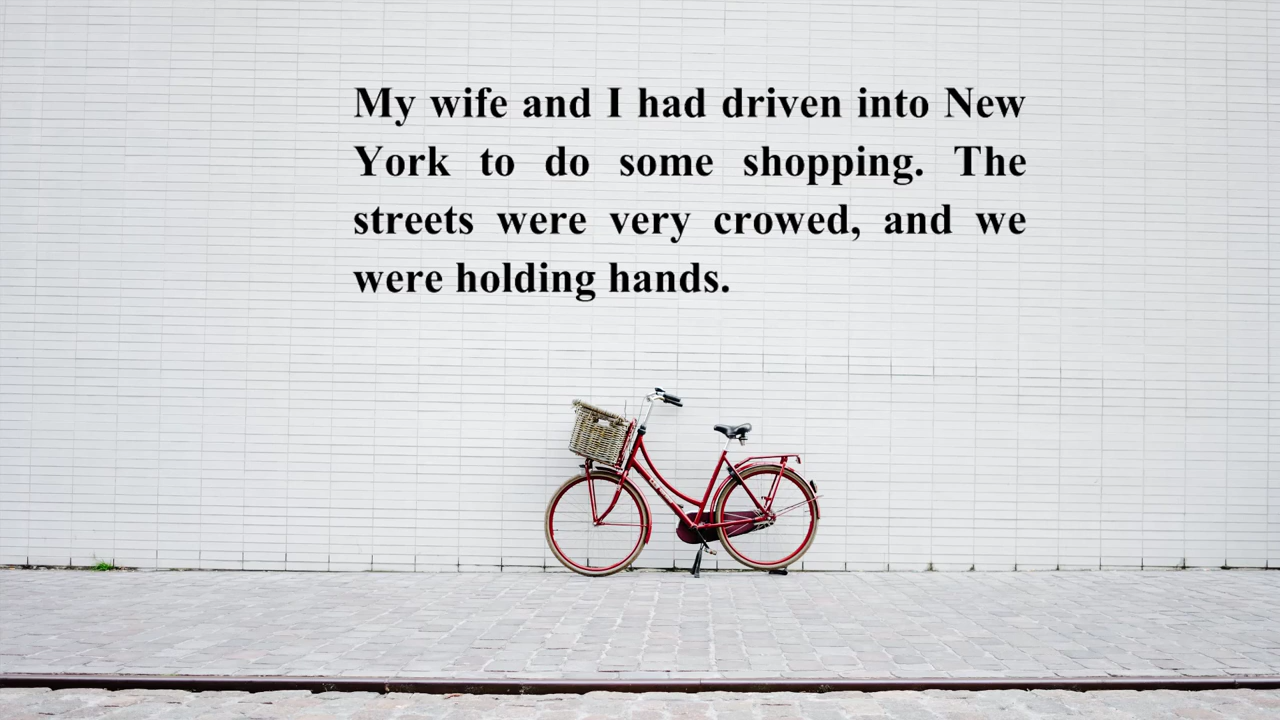 My wife and I had driven into New
York to do some shopping. The
streets were very crowed, and we
were holding hands.